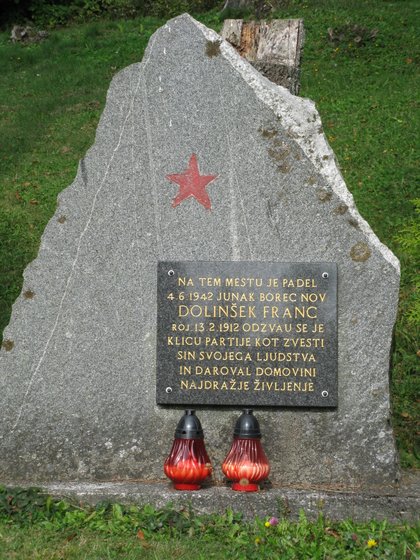 NA TEM MESTU JE PADEL
4.6.1942 JUNAK BOREC NOV
DOLINŠEK FRANC
ROJ. 13.2.1912 ODZVAU SE JE
KLICU PARTIJE KOT ZVESTI
SIN SVOJEGA LJUDSTVA
IN DAROVAL DOMOVINI
NAJDRAŽJE ŽIVLJENJE